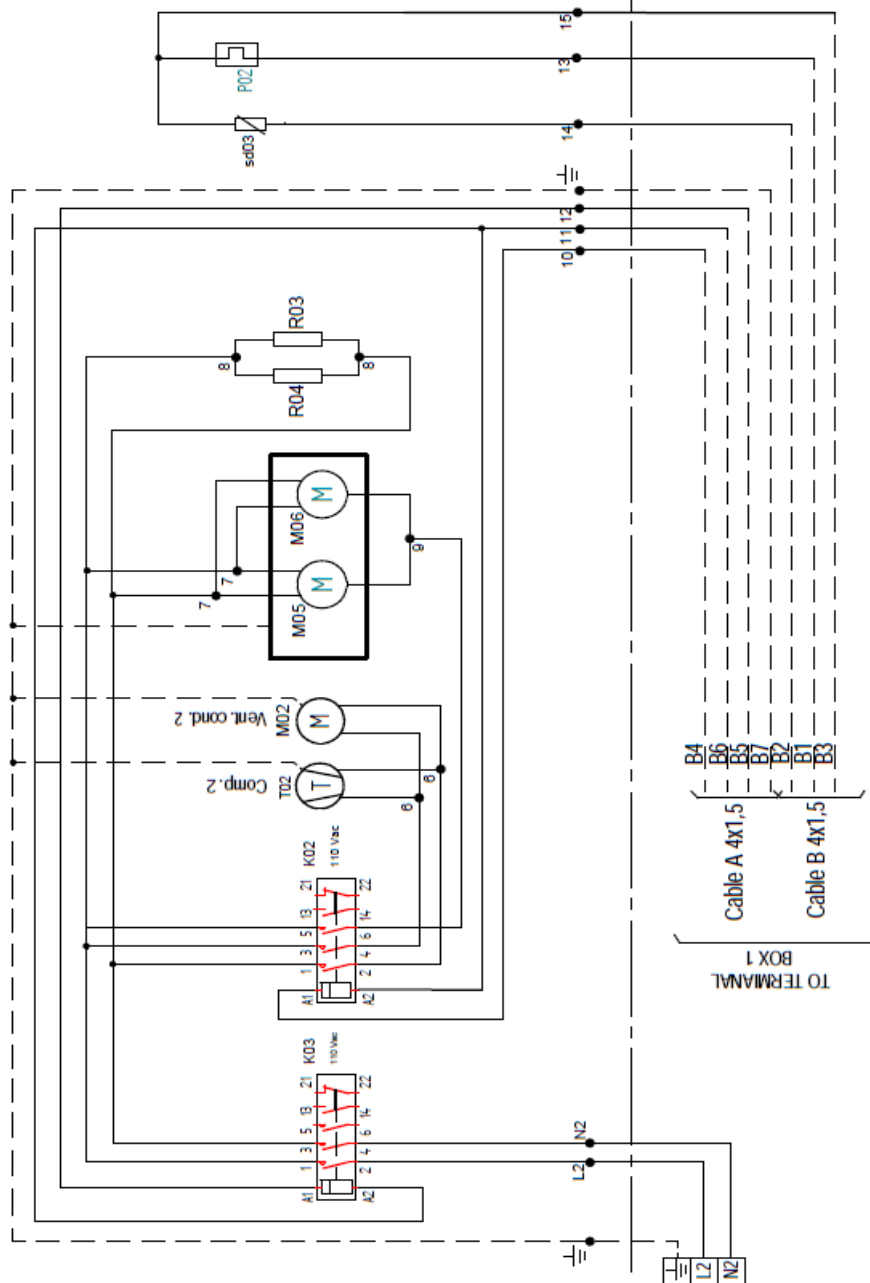 15
13
P02
14
sd03
12
11
10
R03
8
8
R04
M06
9
7
7
M05
Vent. cond. 2
M02
Comp. 2
T02
6
6
K02
110 Vac
21
22
13
14
5
6
3
4
1
2
A1
A2
K03
110 Vac
21
22
13
14
5
6
3
4
1
2
A1
A2
M
M
M
T
N2
L2
L2
N2
B4
B6
B5
B7
B2
B1
B3
Cable A 4x1,5
Cable B 4x1,5
TO TERMIANAL
BOX 1